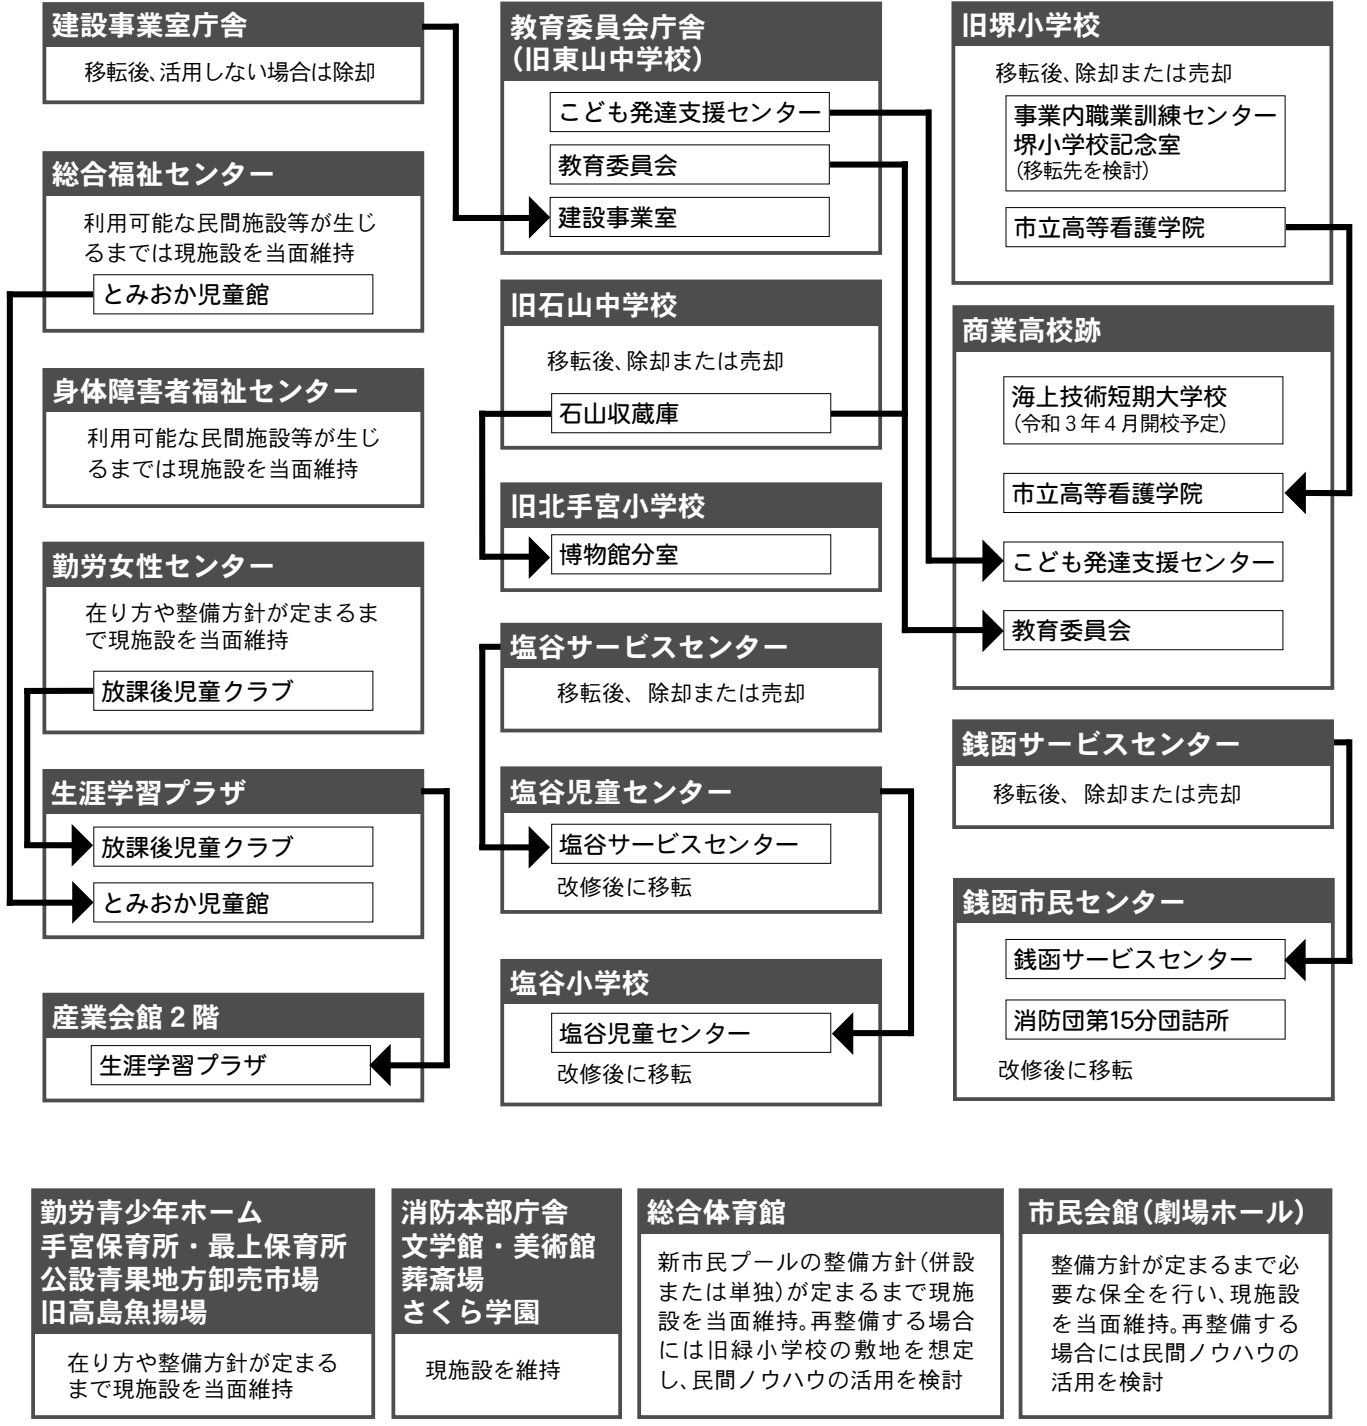 建設事業室庁舎
移転後、活用しない場合は除却
総合福祉センター
利用可能な民間施設等が生じ
るまでは現施設を当面維持
とみおか児童館
身体障害者福祉センター
利用可能な民間施設等が生じ
るまでは現施設を当面維持
勤労女性センター
在り方や整備方針が定まるま
で現施設を当面維持
放課後児童クラブ
生涯学習プラザ
放課後児童クラブ
とみおか児童館
産業会館2階
生涯学習プラザ
教育委員会庁舎
(旧東山中学校)
こども発達支援センター
教育委員会
建設事業室
旧石山中学校
移転後、除却または売却
石山収蔵庫
旧北手宮小学校
博物館分室
塩谷サービスセンター
移転後、除却または売却
塩谷児童センター
塩谷サービスセンター
改修後に移転
塩谷小学校
塩谷児童センター
改修後に移転
旧堺小学校
移転後、除却または売却
事業内職業訓練センター
堺小学校記念室
(移転先を検討)
市立高等看護学院
商業高校跡
海上技術短期大学校
(令和3年4月開校予定)
市立高等看護学院
こども発達支援センター
教育委員会
銭函サービスセンター
移転後、除却または売却
銭函市民センター
銭函サービスセンター
消防団第15分団詰所
改修後に移転
勤労青少年ホーム
手宮保育所・最上保育所
公設青果地方卸売市場
旧高島魚揚場
在り方や整備方針が定まる
まで現施設を当面維持
消防本部庁舎
文学館・美術館
葬斎場
さくら学園
現施設を維持
総合体育館
新市民プールの整備方針(併設
または単独)が定まるまで現施
設を当面維持。再整備する場合
には旧緑小学校の敷地を想定
し、民間ノウハウの活用を検討
市民会館(劇場ホール)
整備方針が定まるまで必
要な保全を行い、現施設
を当面維持。再整備する
場合には民間ノウハウの
活用を検討